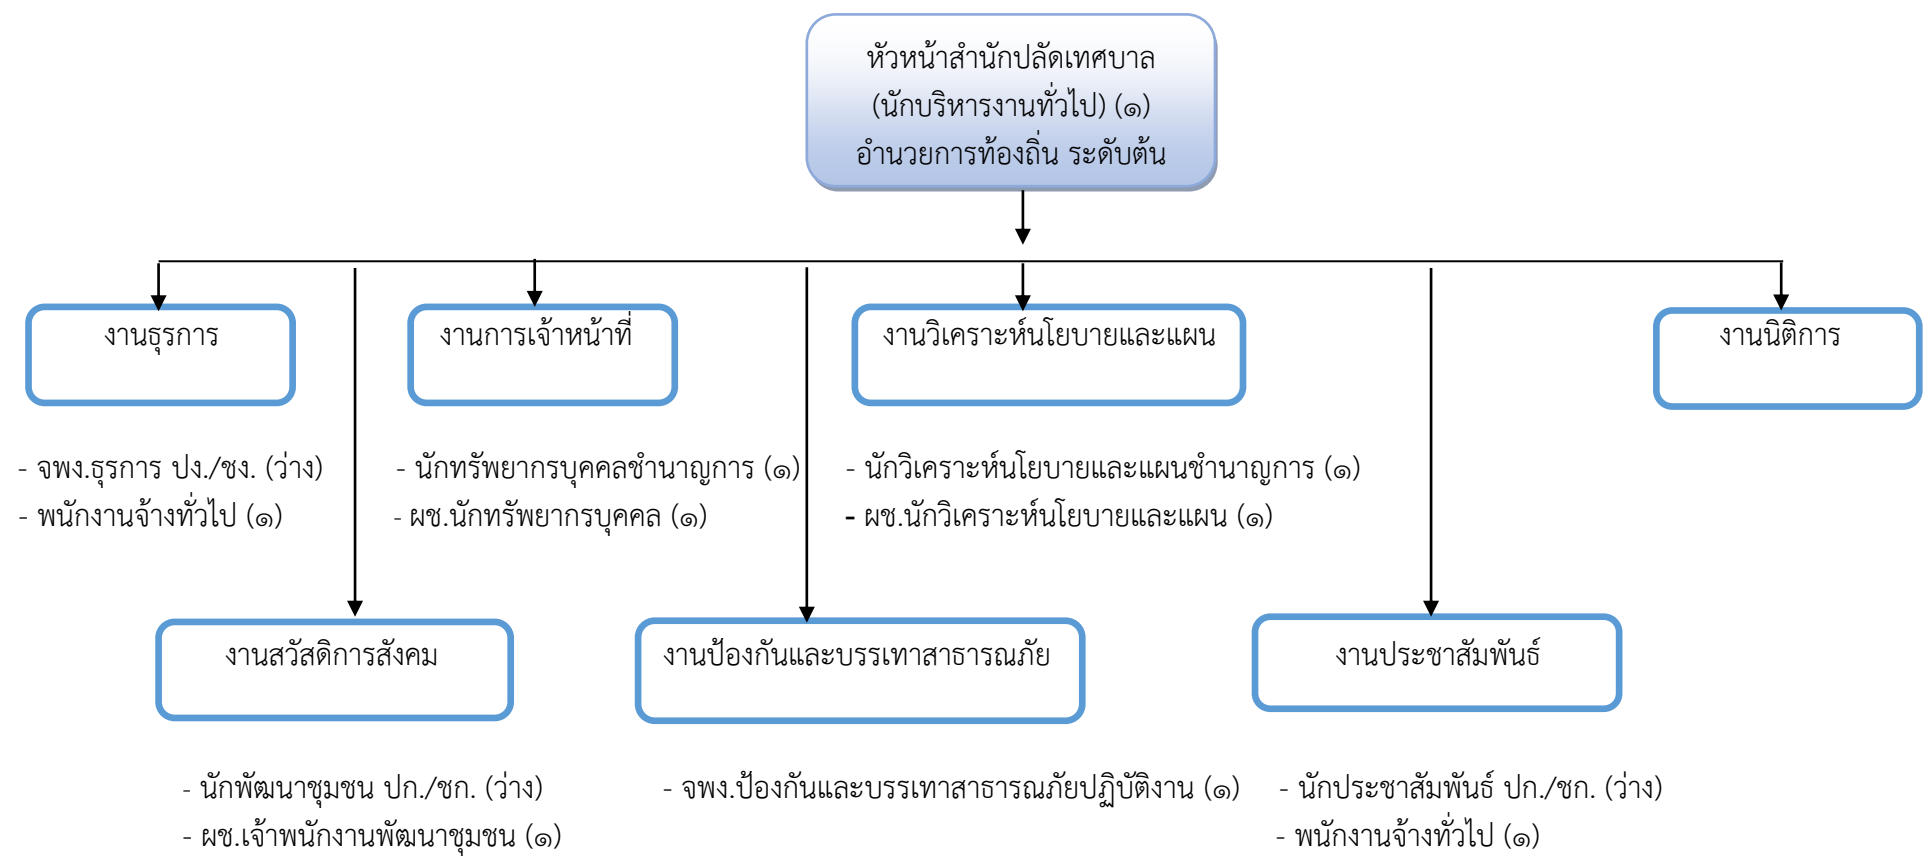 หัวหน้าสำนักปลัดเทศบาล
(นักบริหารงานทั่วไป) (๑)
อำนวยการท้องถิ่น ระดับต้น
งานธุรการ
งานการเจ้าหน้าที่
งานวิเคราะห์นโยบายและแผน
งานนิติการ
- จพง.ธุรการ ปง./ชง. (ว่าง)
- พนักงานจ้างทั่วไป (๑)
- นักทรัพยากรบุคคลชำนาญการ (๑)
- ผช.นักทรัพยากรบุคคล (๑)
- นักวิเคราะห์นโยบายและแผนชำนาญการ (๑)
- ผช.นักวิเคราะห์นโยบายและแผน (๑)
งานสวัสดิการสังคม
งานป้องกันและบรรเทาสาธารณภัย
งานประชาสัมพันธ์
- นักพัฒนาชุมชน ปก./ชก. (ว่าง)
- ผช.เจ้าพนักงานพัฒนาชุมชน (๑)
- จพง.ป้องกันและบรรเทาสาธารณภัยปฏิบัติงาน (๑)
- นักประชาสัมพันธ์ ปก./ชก. (ว่าง)
- พนักงานจ้างทั่วไป (๑)